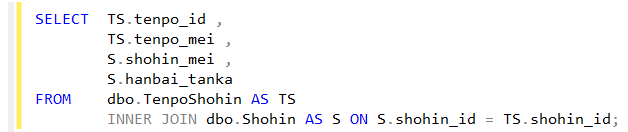 SELECT TS.tenpo_id ,
TS.tenpo_mei ,
S.shohin_mei ,
S.hanbai_tanka
FROM dbo.TenpoShohin AS TS
INNER JOIN dbo.Shohin AS S ON S.shohin_id = TS.shohin_id;